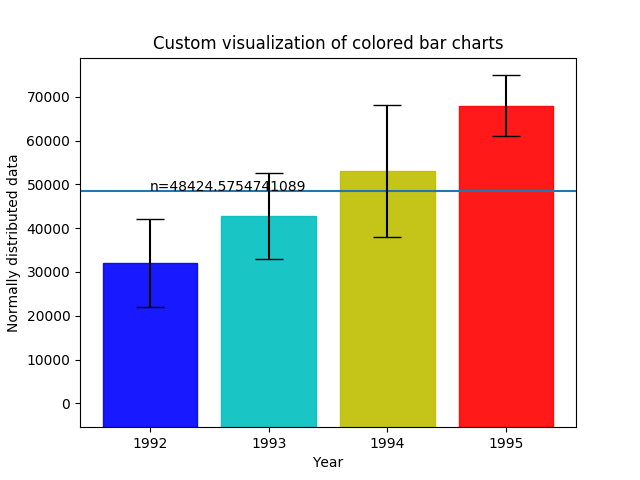 Custom visualization of colored bar charts
Normally distributed data
70000
60000
50000
40000
30000
20000
10000
0
n=48424.5754741089
1992 1993 1994 1995
Year